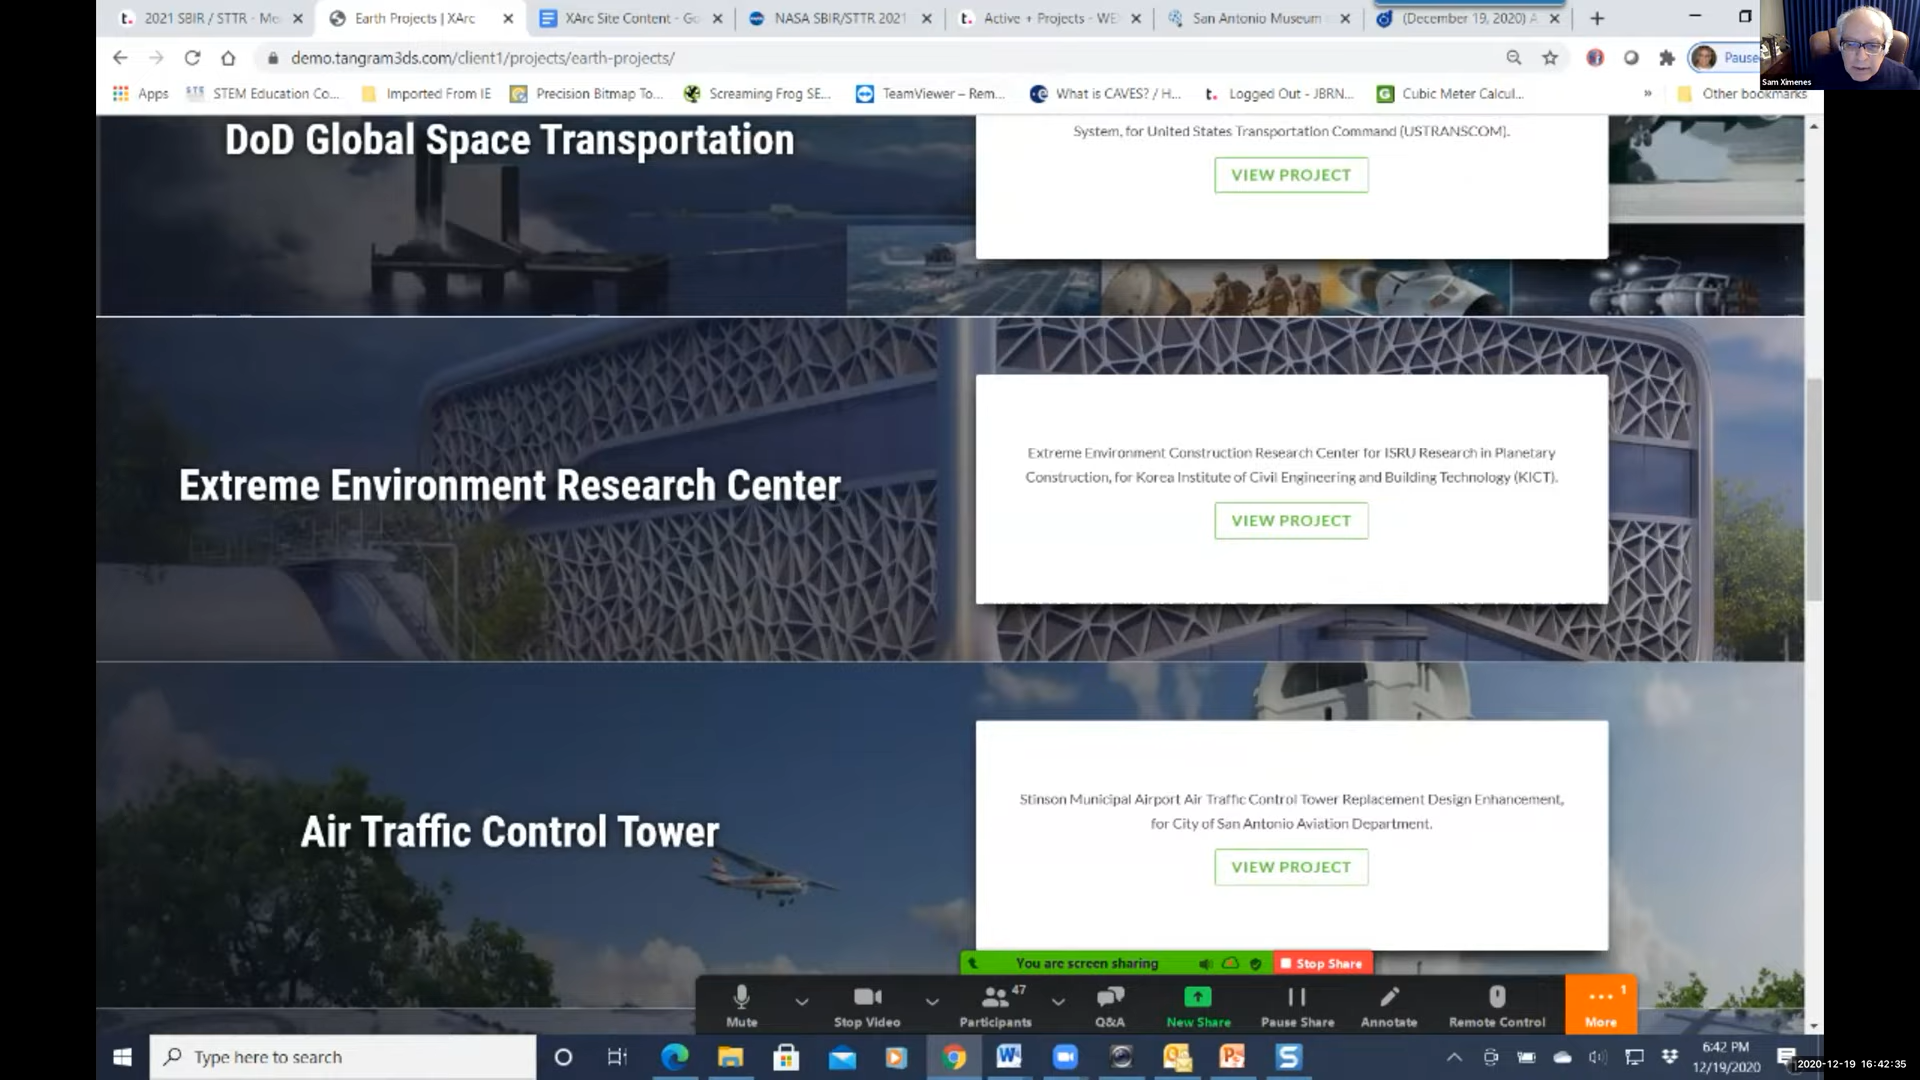 2021 SBIR / STTR - Me
Earth Projects | XArc
XArc Site Content - Go
NASA SBIR/STTR 2021
Active + Projects - WE
San Antonio Museum
(December 19, 2020) A
demo.tangram3ds.com/client1/projects/earth-projects/
Pause
Sam Ximenes
Apps
STEM Education Co...
Imported From IE
Precision Bitmap To...
Screaming Frog SE...
TeamViewer – Rem...
What is CAVES? / H...
Logged Out - JBRN...
Cubic Meter Calcul...
»
Other bookmarks
DoD Global Space Transportation
System, for United States Transportation Command (USTRANSCOM).
VIEW PROJECT
Extreme Environment Research Center
Extreme Environment Construction Research Center for ISRU Research in Planetary
Construction, for Korea Institute of Civil Engineering and Building Technology (KICT).
VIEW PROJECT
Air Traffic Control Tower
Stinson Municipal Airport Air Traffic Control Tower Replacement Design Enhancement,
for City of San Antonio Aviation Department.
VIEW PROJECT
You are screen sharing
Stop Share
Mute
Stop Video
47
Participants
Q&A
New Share
Pause Share
Annotate
Remote Control
1
More
Type here to search
6:42 PM
12/19/2020
2020-12-19 16:42:35